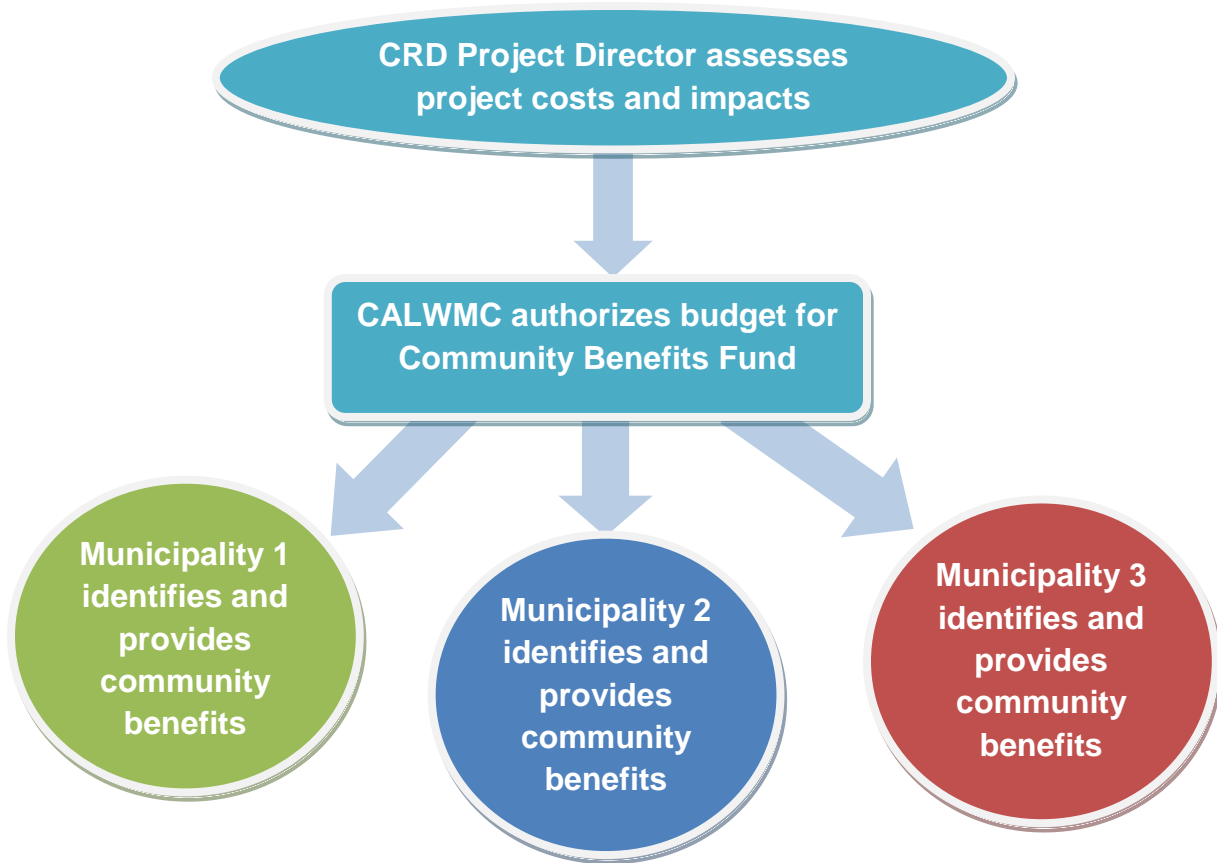 CRD Project Director assesses
project costs and impacts
CALWMC authorizes budget for
Community Benefits Fund
Municipality 1
identifies and
provides
community
benefits
Municipality 2
identifies and
provides
community
benefits
Municipality 3
identifies and
provides
community
benefits